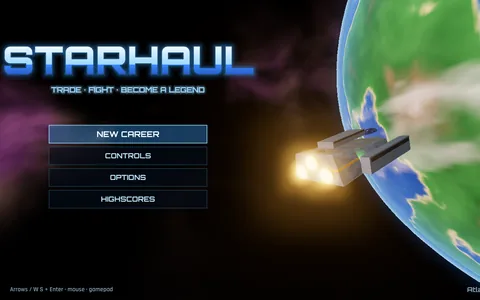 STARHAUL
TRADE · FIGHT · BECOME A LEGEND
NEW CAREER
CONTROLS
OPTIONS
HIGHSCORES
Arrows / W S + Enter · mouse · gamepad